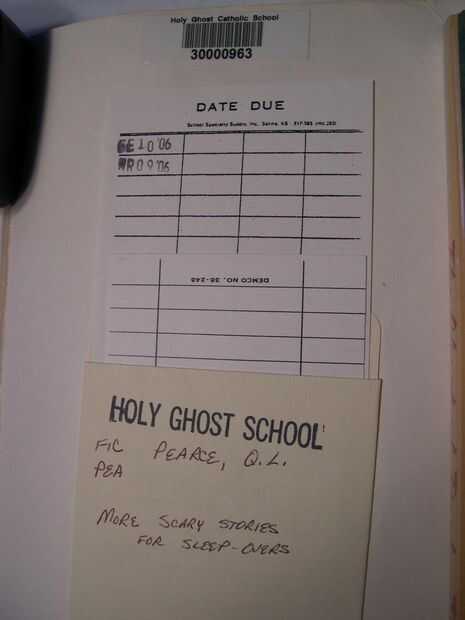 Holy Ghost Catholic School
30000963
DATE DUE
FE 10 '06
MR 09 '06
DEMCO NO. 38-248
HOLY GHOST SCHOOL
FIC PEARCE, Q.L.
PEA
MORE SCARY STORIES
FOR SLEEP-OVERS